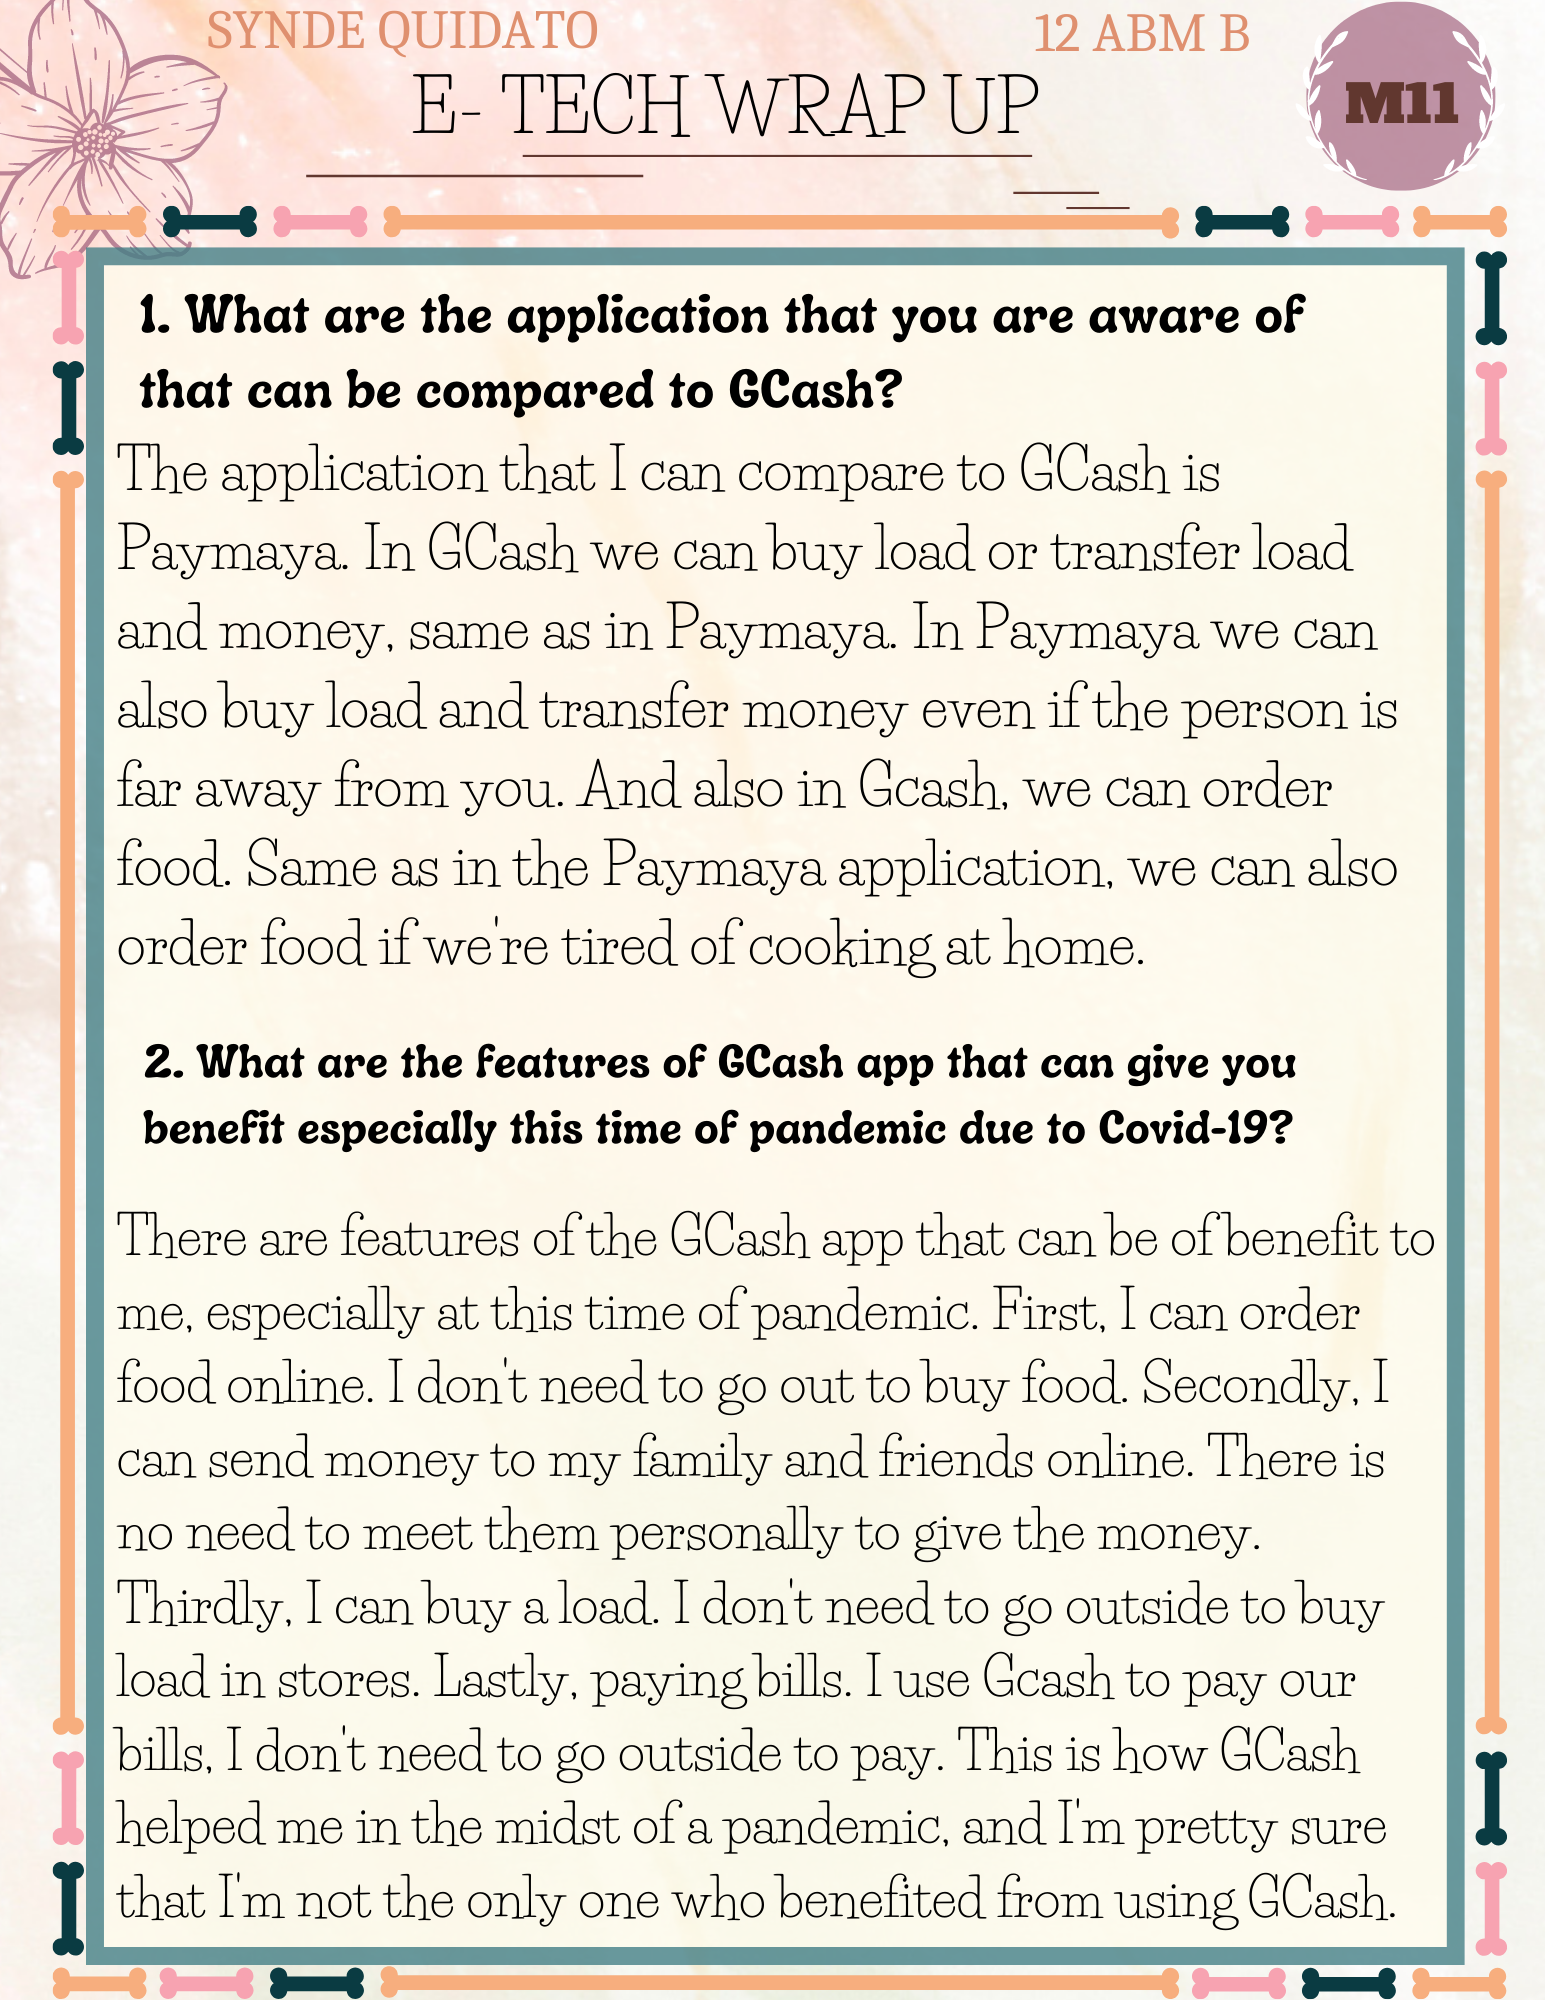 SYNDE QUIDATO
12 ABM B
E- TECH WRAP UP
M11
1. What are the application that you are aware of
that can be compared to GCash?
The application that I can compare to GCash is
Paymaya. In GCash we can buy load or transfer load
and money, same as in Paymaya. In Paymaya we can
also buy load and transfer money even if the person is
far away from you. And also in Gcash, we can order
food. Same as in the Paymaya application, we can also
order food if we're tired of cooking at home.
2. What are the features of GCash app that can give you
benefit especially this time of pandemic due to Covid-19?
There are features of the GCash app that can be of benefit to
me, especially at this time of pandemic. First, I can order
food online. I don't need to go out to buy food. Secondly, I
can send money to my family and friends online. There is
no need to meet them personally to give the money.
Thirdly, I can buy a load. I don't need to go outside to buy
load in stores. Lastly, paying bills. I use Gcash to pay our
bills, I don't need to go outside to pay. This is how GCash
helped me in the midst of a pandemic, and I'm pretty sure
that I'm not the only one who benefited from using GCash.